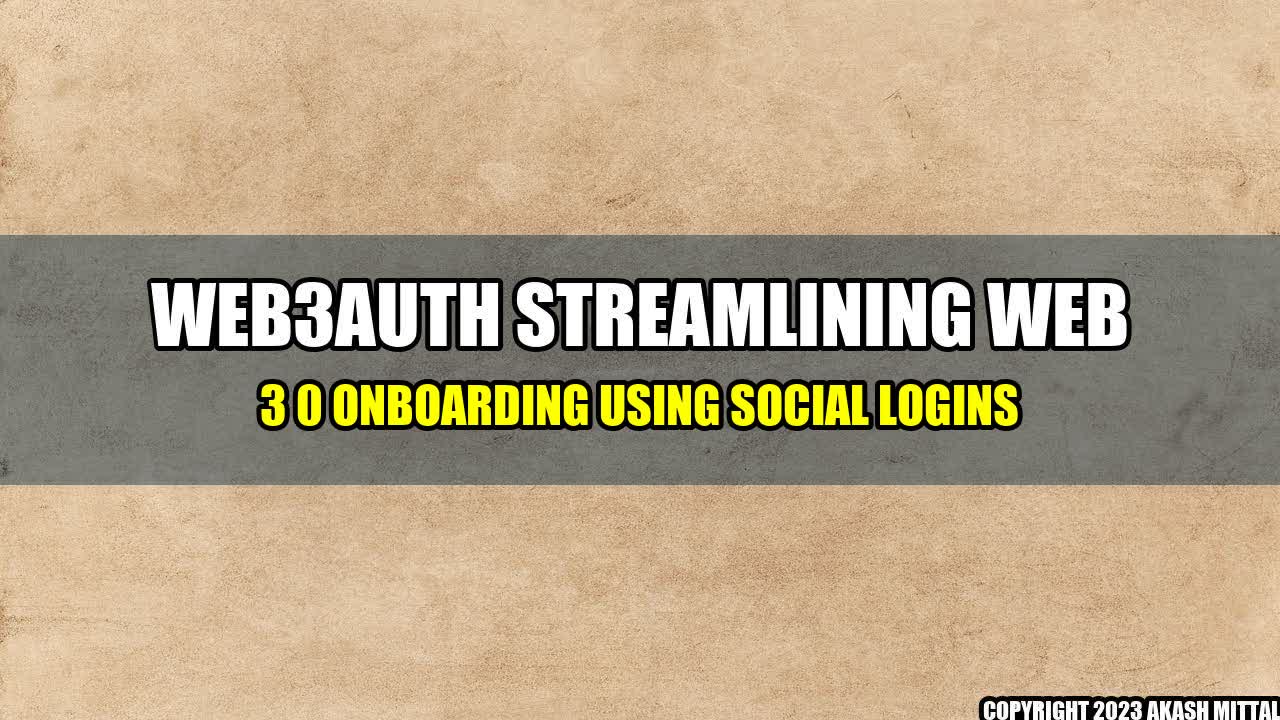 WEB3AUTH STREAMLINING WEB
3 0 ONBOARDING USING SOCIAL LOGINS
COPYRIGHT 2023 AKASH MITTAL